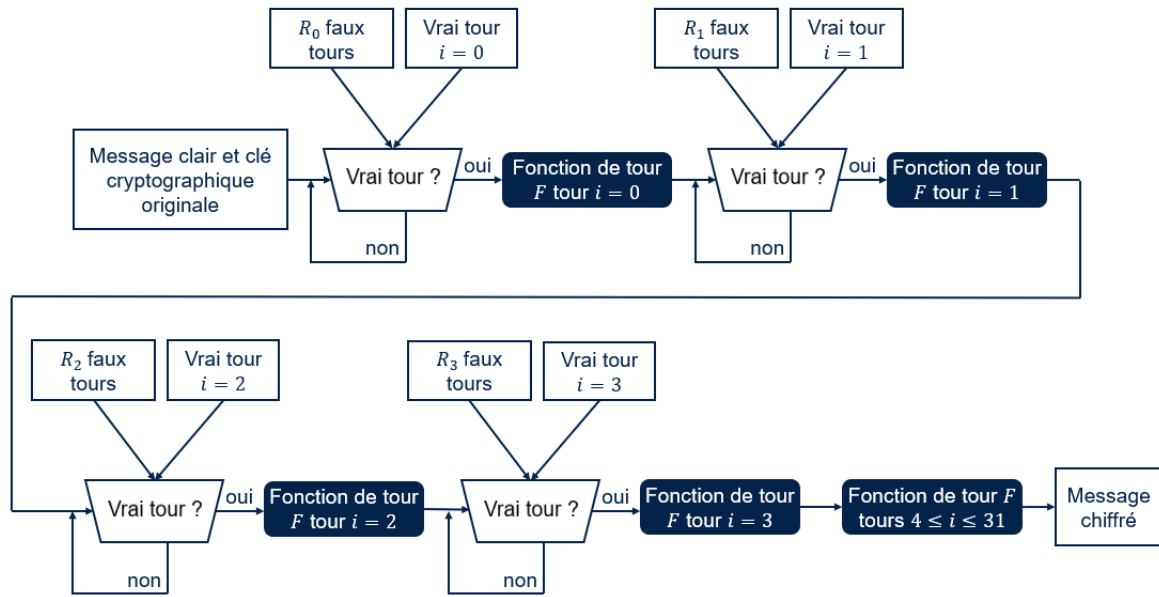 R₀ faux
tours
Vrai tour
i = 0
R₁ faux
tours
Vrai tour
i = 1
Message clair et clé
cryptographique
originale
Vrai tour ?
oui
non
Fonction de tour
F tour i = 0
Vrai tour ?
oui
non
Fonction de tour
F tour i = 1
R₂ faux
tours
Vrai tour
i = 2
R₃ faux
tours
Vrai tour
i = 3
Vrai tour ?
oui
non
Fonction de tour
F tour i = 2
Vrai tour ?
oui
non
Fonction de tour
F tour i = 3
Fonction de tour F
tours 4 ≤ i ≤ 31
Message
chiffré